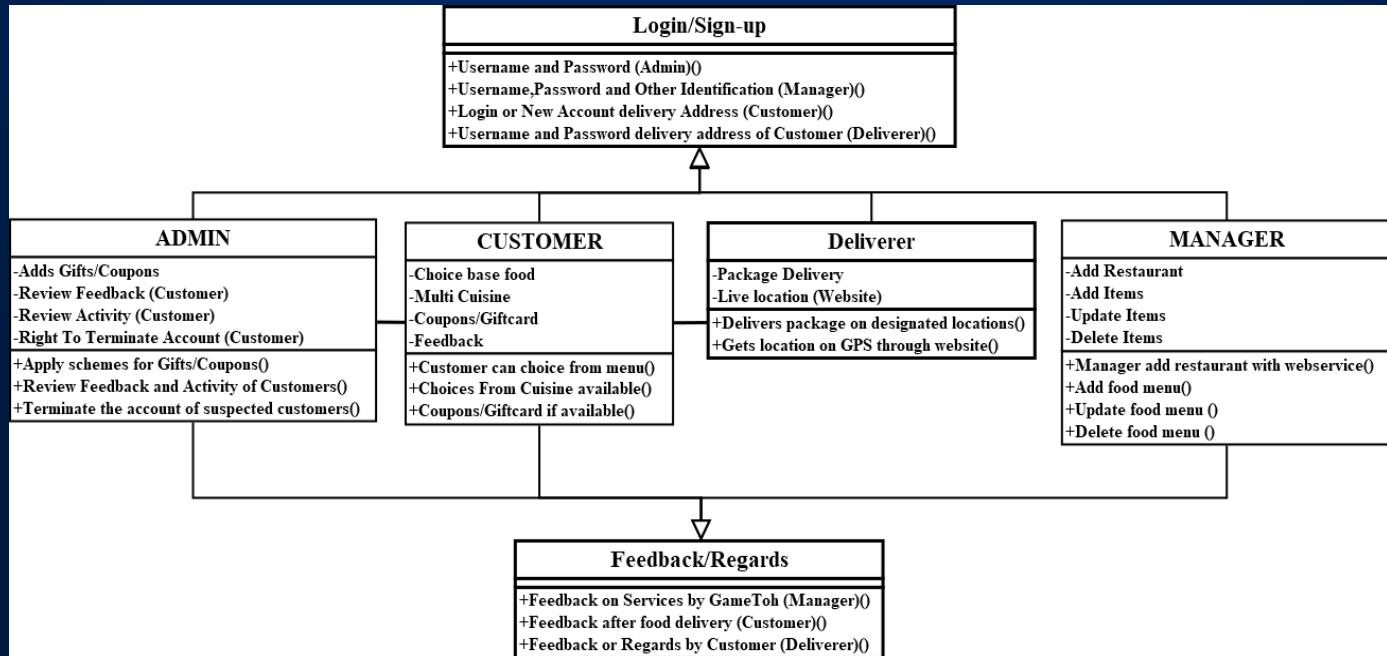 Login/Sign-up
+Username and Password (Admin)()
+Username,Password and Other Identification (Manager)()
+Login or New Account delivery Address (Customer)()
+Username and Password delivery address of Customer (Deliverer)()
ADMIN
-Adds Gifts/Coupons
-Review Feedback (Customer)
-Review Activity (Customer)
-Right To Terminate Account (Customer)
+Apply schemes for Gifts/Coupons()
+Review Feedback and Activity of Customers()
+Terminate the account of suspected customers()
CUSTOMER
-Choice base food
-Multi Cuisine
-Coupons/Giftcard
-Feedback
+Customer can choice from menu()
+Choices From Cuisine available()
+Coupons/Giftcard if available()
Deliverer
-Package Delivery
-Live location (Website)
+Delivers package on designated locations()
+Gets location on GPS through website()
MANAGER
-Add Restaurant
-Add Items
-Update Items
-Delete Items
+Manager add restaurant with webservice()
+Add food menu()
+Update food menu ()
+Delete food menu ()
Feedback/Regards
+Feedback on Services by GameToh (Manager)()
+Feedback after food delivery (Customer)()
+Feedback or Regards by Customer (Deliverer)()